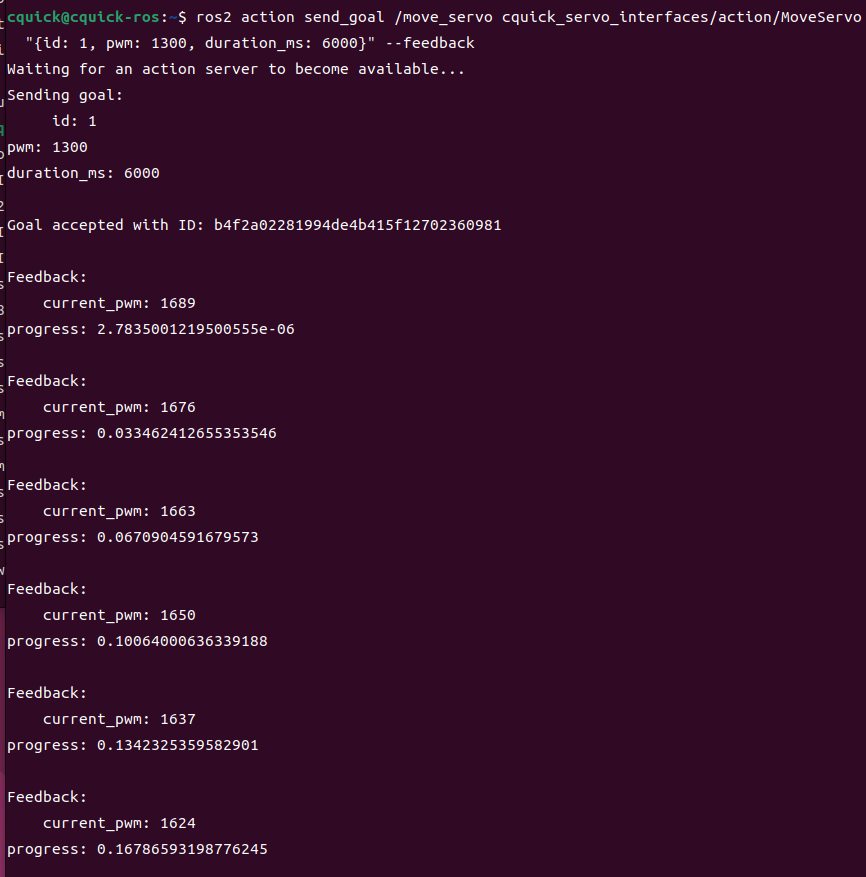 cquick@cquick-ros:~$ ros2 action send_goal /move_servo cquick_servo_interfaces/action/MoveServo
"{id: 1, pwm: 1300, duration_ms: 6000}" --feedback
Waiting for an action server to become available...
Sending goal:
id: 1
pwm: 1300
duration_ms: 6000
Goal accepted with ID: b4f2a02281994de4b415f12702360981
Feedback:
current_pwm: 1689
progress: 2.7835001219500555e-06
Feedback:
current_pwm: 1676
progress: 0.033462412655353546
Feedback:
current_pwm: 1663
progress: 0.0670904591679573
Feedback:
current_pwm: 1650
progress: 0.10064000636339188
Feedback:
current_pwm: 1637
progress: 0.1342325359582901
Feedback:
current_pwm: 1624
progress: 0.16786593198776245